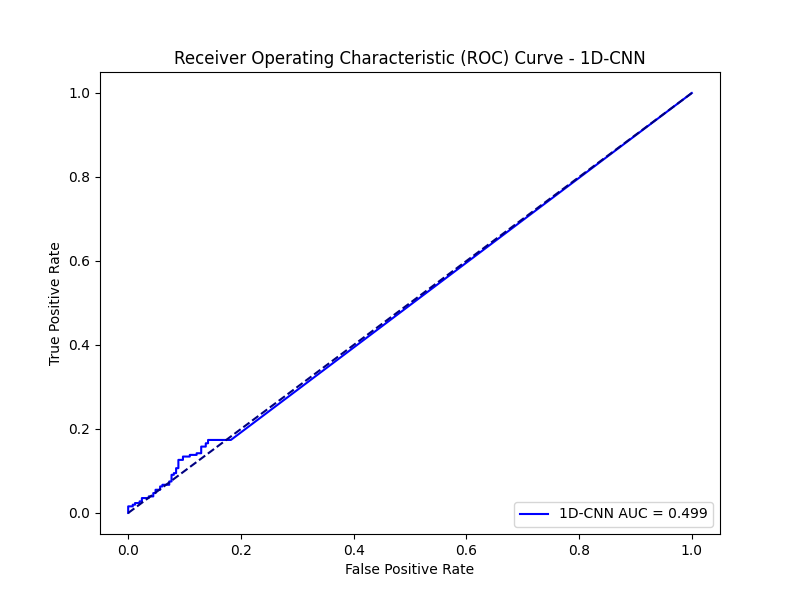 Receiver Operating Characteristic (ROC) Curve - 1D-CNN
True Positive Rate
1.0
0.8
0.6
0.4
0.2
0.0
0.0 0.2 0.4 0.6 0.8 1.0
False Positive Rate
1D-CNN AUC = 0.499